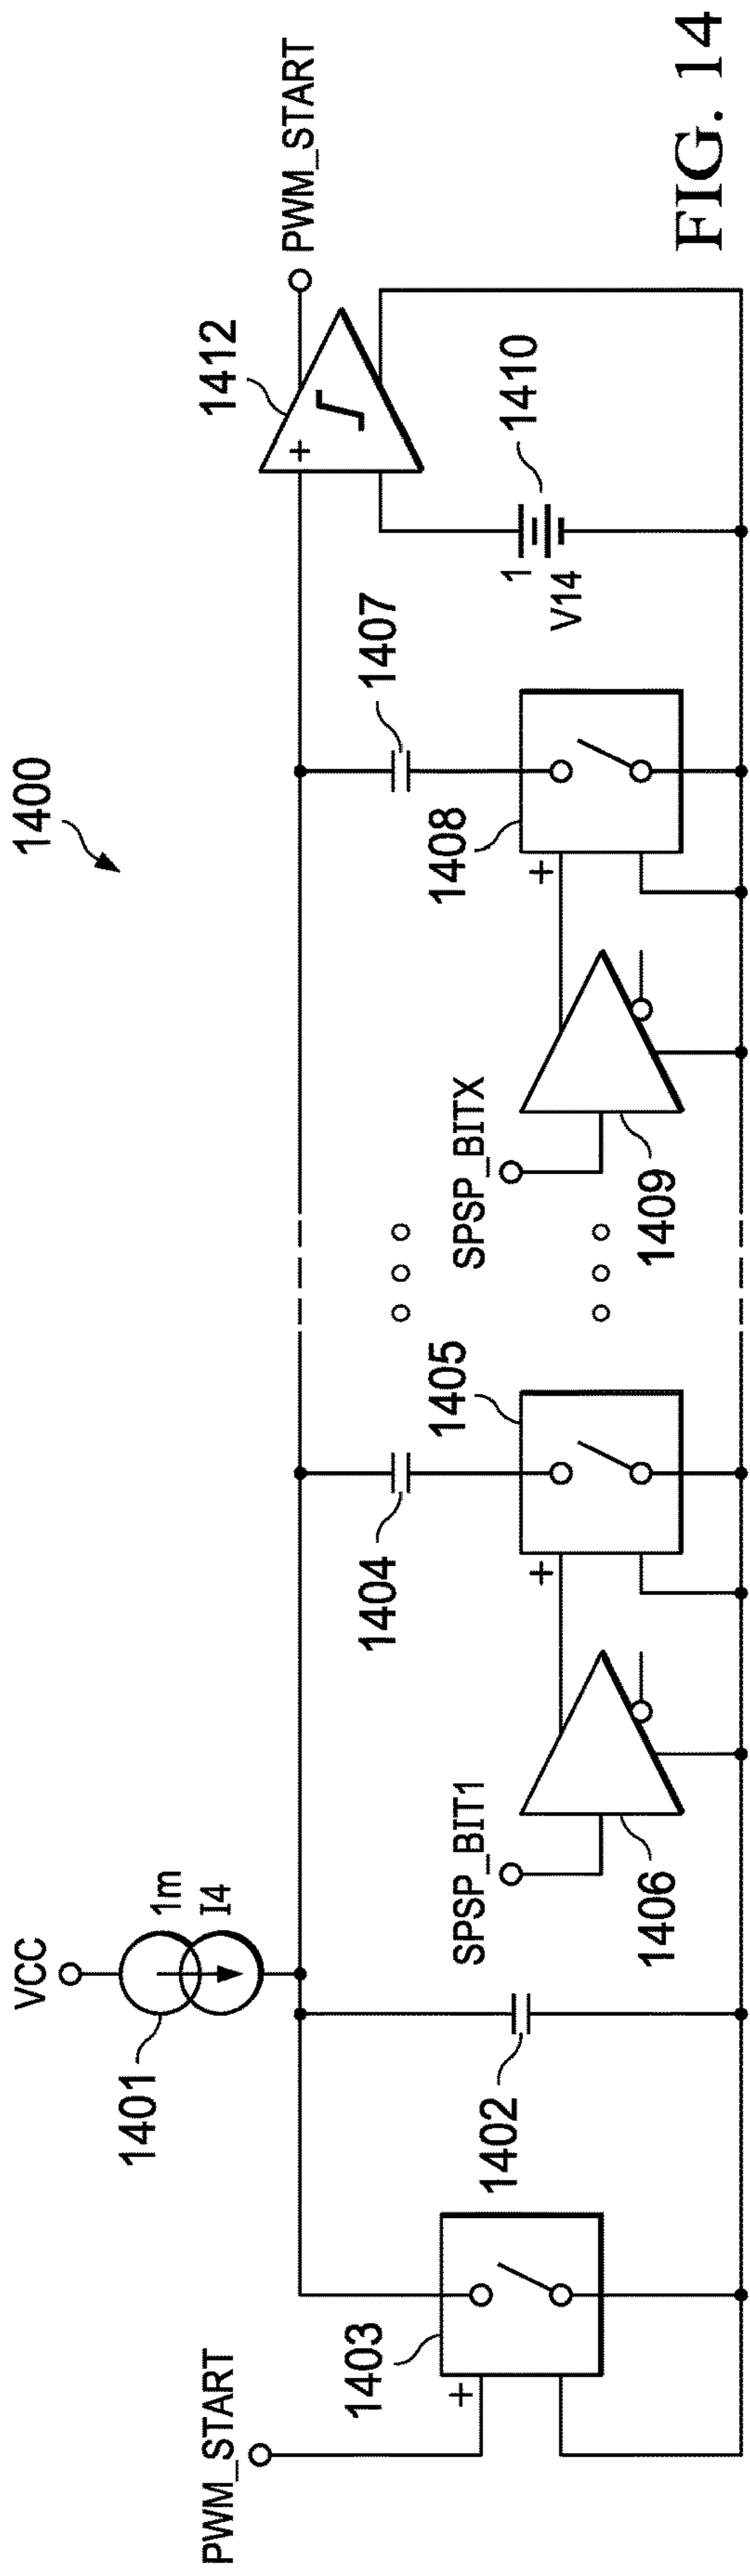 1400
VCC
1m
I4
1401
PWM_START
1403
1402
SPSP_BIT1
1406
1404
1405
SPSP_BITX
1409
1407
1408
1
V14
1410
1412
PWM_START
+
+
+
+
FIG. 14